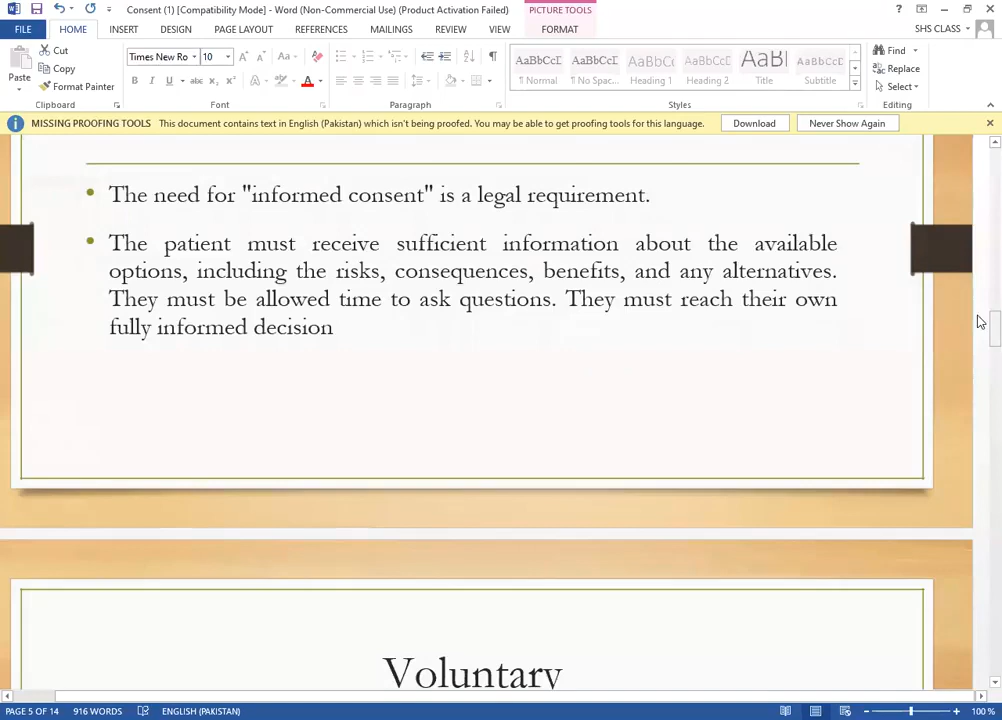 Consent (1) [Compatibility Mode] - Word (Non-Commercial Use) (Product Activation Failed)
PICTURE TOOLS
FILE HOME INSERT DESIGN PAGE LAYOUT REFERENCES MAILINGS REVIEW VIEW FORMAT SHS CLASS
Paste
Cut
Copy
Format Painter
Clipboard
Times New Ro 10
Font
Paragraph
AaBbCcD AaBbCcD AaBbC AaBbCcD AaBl AaBbCcD
¶ Normal ¶ No Spac... Heading 1 Heading 2 Title Subtitle
Styles
Find
Replace
Select
Editing
MISSING PROOFING TOOLS This document contains text in English (Pakistan) which isn't being proofed. You may be able to get proofing tools for this language. Download Never Show Again
• The need for "informed consent" is a legal requirement.
• The patient must receive sufficient information about the available
options, including the risks, consequences, benefits, and any alternatives.
They must be allowed time to ask questions. They must reach their own
fully informed decision
Voluntary
PAGE 5 OF 14 916 WORDS ENGLISH (PAKISTAN) 100 %